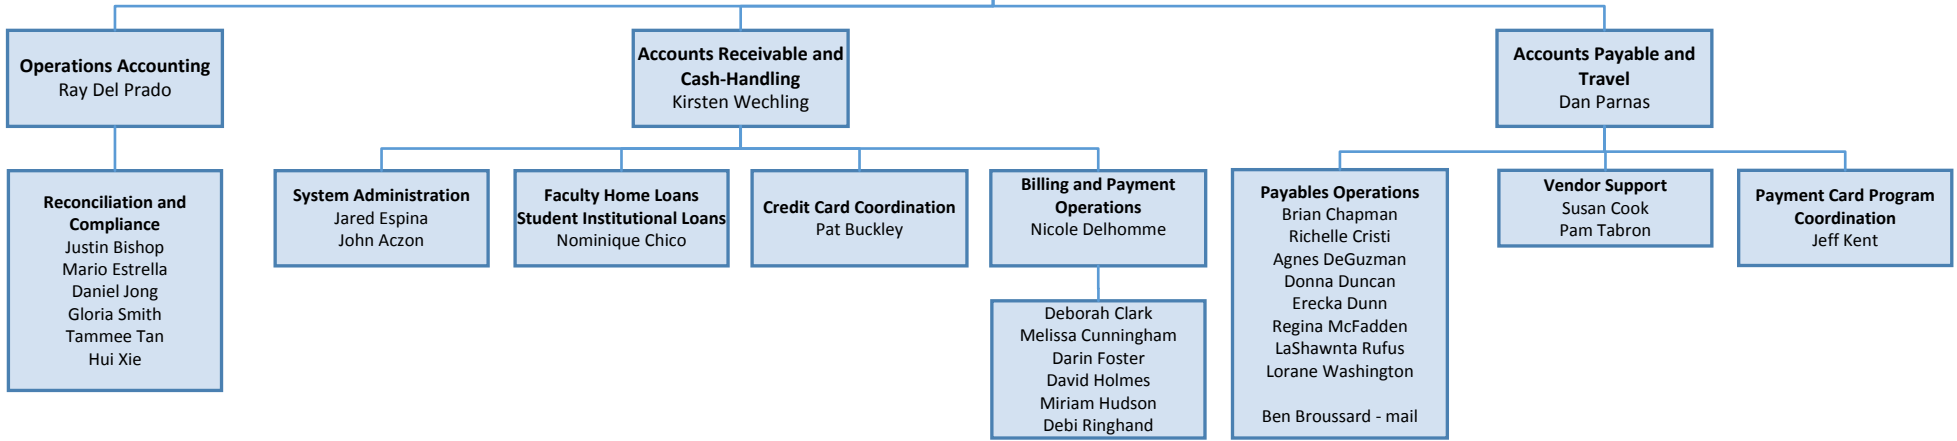 Operations Accounting
Ray Del Prado
Accounts Receivable and
Cash-Handling
Kirsten Wechling
Accounts Payable and
Travel
Dan Parnas
Reconciliation and
Compliance
Justin Bishop
Mario Estrella
Daniel Jong
Gloria Smith
Tammee Tan
Hui Xie
System Administration
Jared Espina
John Aczon
Faculty Home Loans
Student Institutional Loans
Nominique Chico
Credit Card Coordination
Pat Buckley
Billing and Payment
Operations
Nicole Delhomme
Deborah Clark
Melissa Cunningham
Darin Foster
David Holmes
Miriam Hudson
Debi Ringhand
Payables Operations
Brian Chapman
Richelle Cristi
Agnes DeGuzman
Donna Duncan
Erecka Dunn
Regina McFadden
LaShawnta Rufus
Lorane Washington
Ben Broussard - mail
Vendor Support
Susan Cook
Pam Tabron
Payment Card Program
Coordination
Jeff Kent